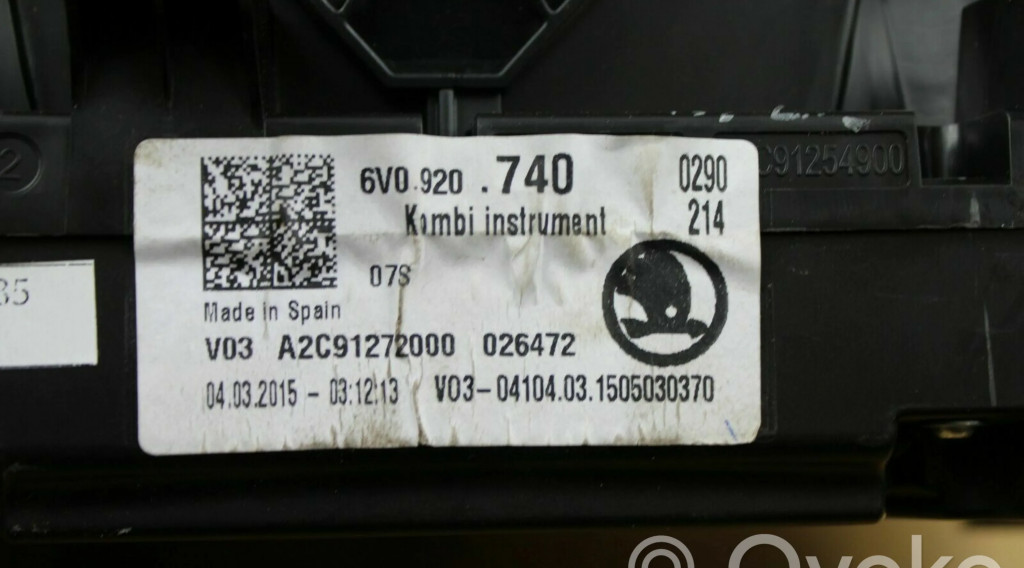 6V0 920 .740 0290
Kombi instrument 214
07S
Made in Spain
V03 A2C91272000 026472
04.03.2015 - 03:12:13 V03-04104.03.1505030370
C91254900
2
35